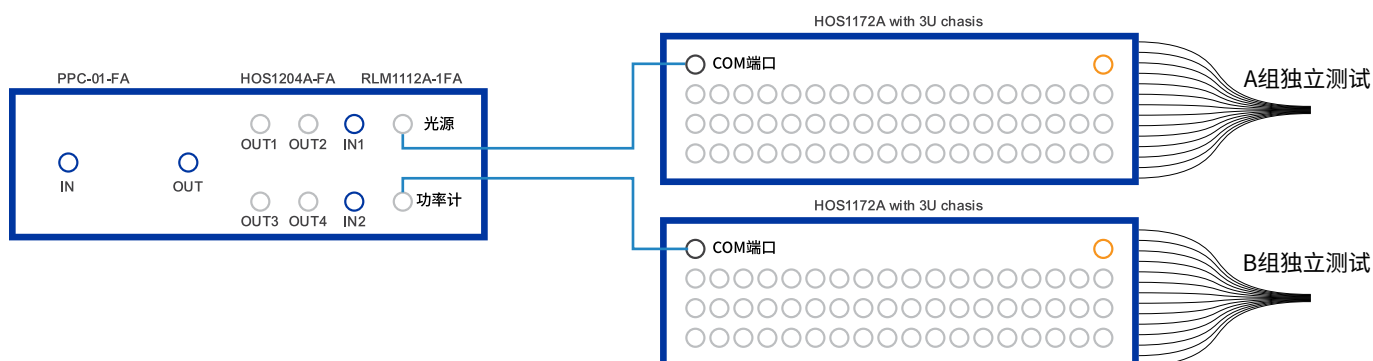 HOS1172A with 3U chasis
PPC-01-FA
HOS1204A-FA
RLM1112A-1FA
COM端口
A组独立测试
光源
OUT1 OUT2 IN1
IN
OUT
功率计
OUT3 OUT4 IN2
HOS1172A with 3U chasis
COM端口
B组独立测试